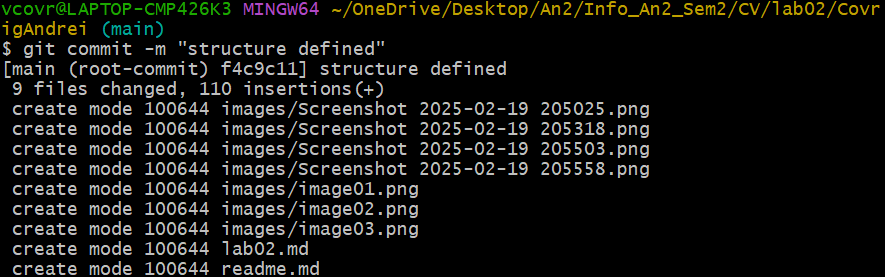 vcovr@LAPTOP-CMP426K3 MINGW64 ~/OneDrive/Desktop/An2/Info_An2_Sem2/CV/lab02/Covr
igAndrei (main)
$ git commit -m "structure defined"
[main (root-commit) f4c9c11] structure defined
 9 files changed, 110 insertions(+)
 create mode 100644 images/Screenshot 2025-02-19 205025.png
 create mode 100644 images/Screenshot 2025-02-19 205318.png
 create mode 100644 images/Screenshot 2025-02-19 205503.png
 create mode 100644 images/Screenshot 2025-02-19 205558.png
 create mode 100644 images/image01.png
 create mode 100644 images/image02.png
 create mode 100644 images/image03.png
 create mode 100644 lab02.md
 create mode 100644 readme.md